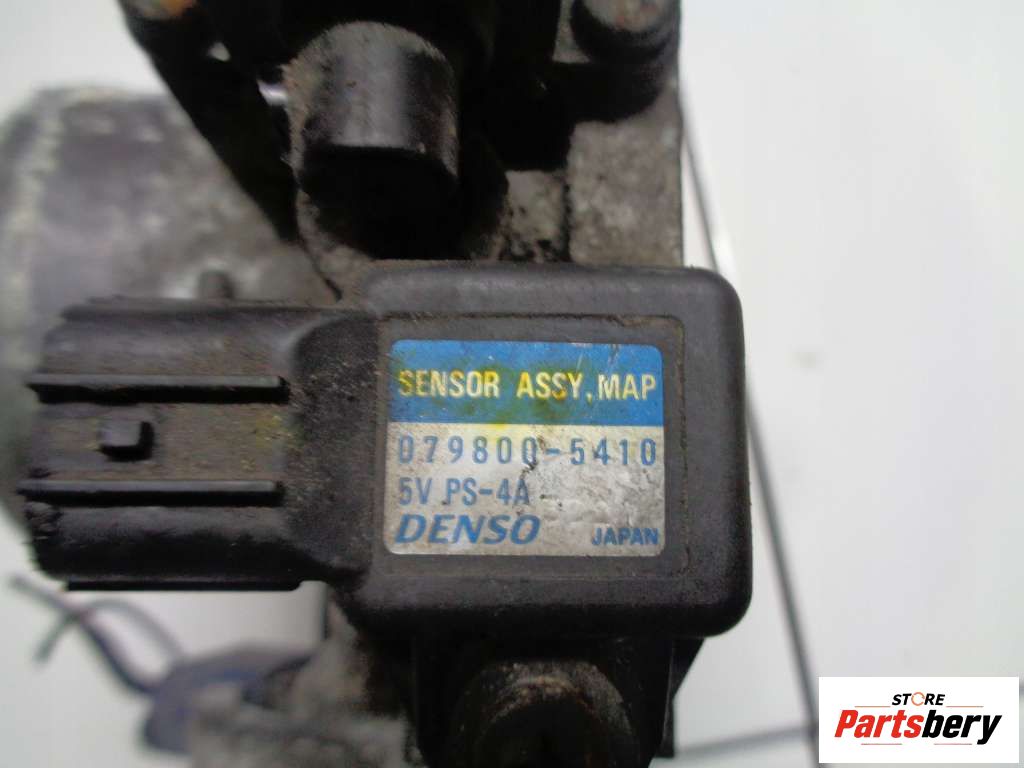 SENSOR ASSY, MAP
079800-5410
5V PS-4A
DENSO JAPAN
STORE
Partsbery